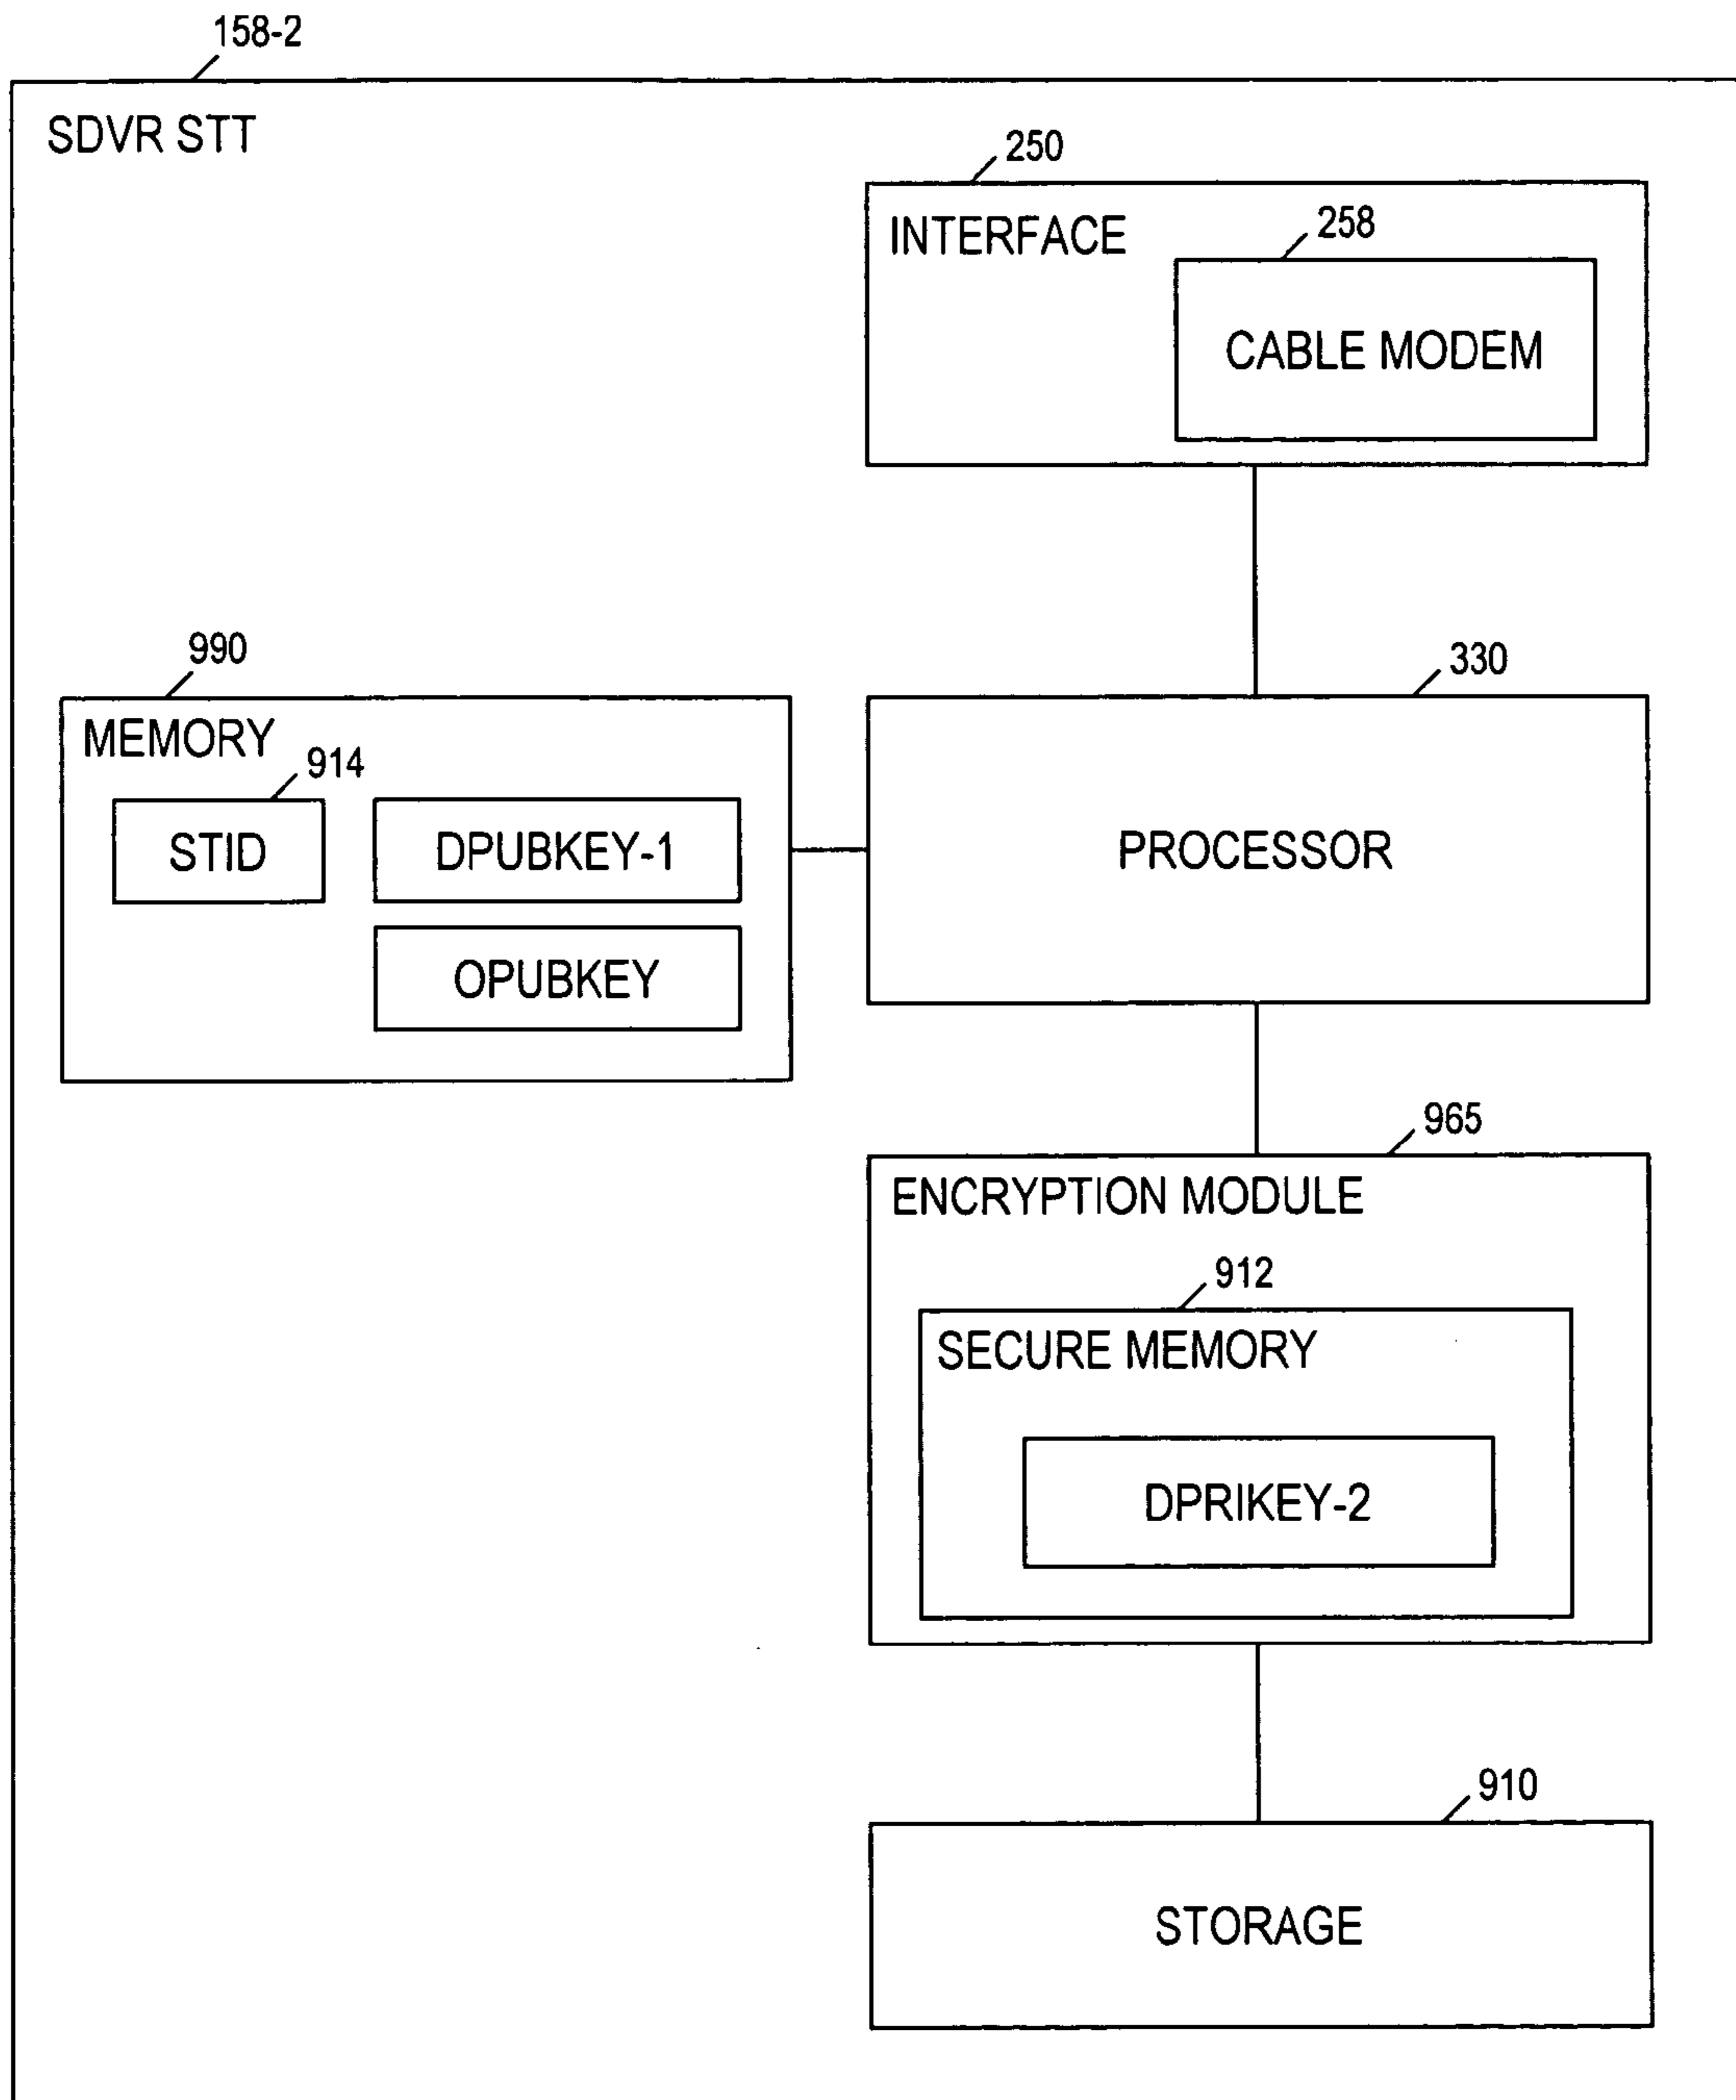 158-2
SDVR STT
250
INTERFACE
258
CABLE MODEM
990
330
MEMORY
914
STID
DPUBKEY-1
PROCESSOR
OPUBKEY
965
ENCRYPTION MODULE
912
SECURE MEMORY
DPRIKEY-2
910
STORAGE